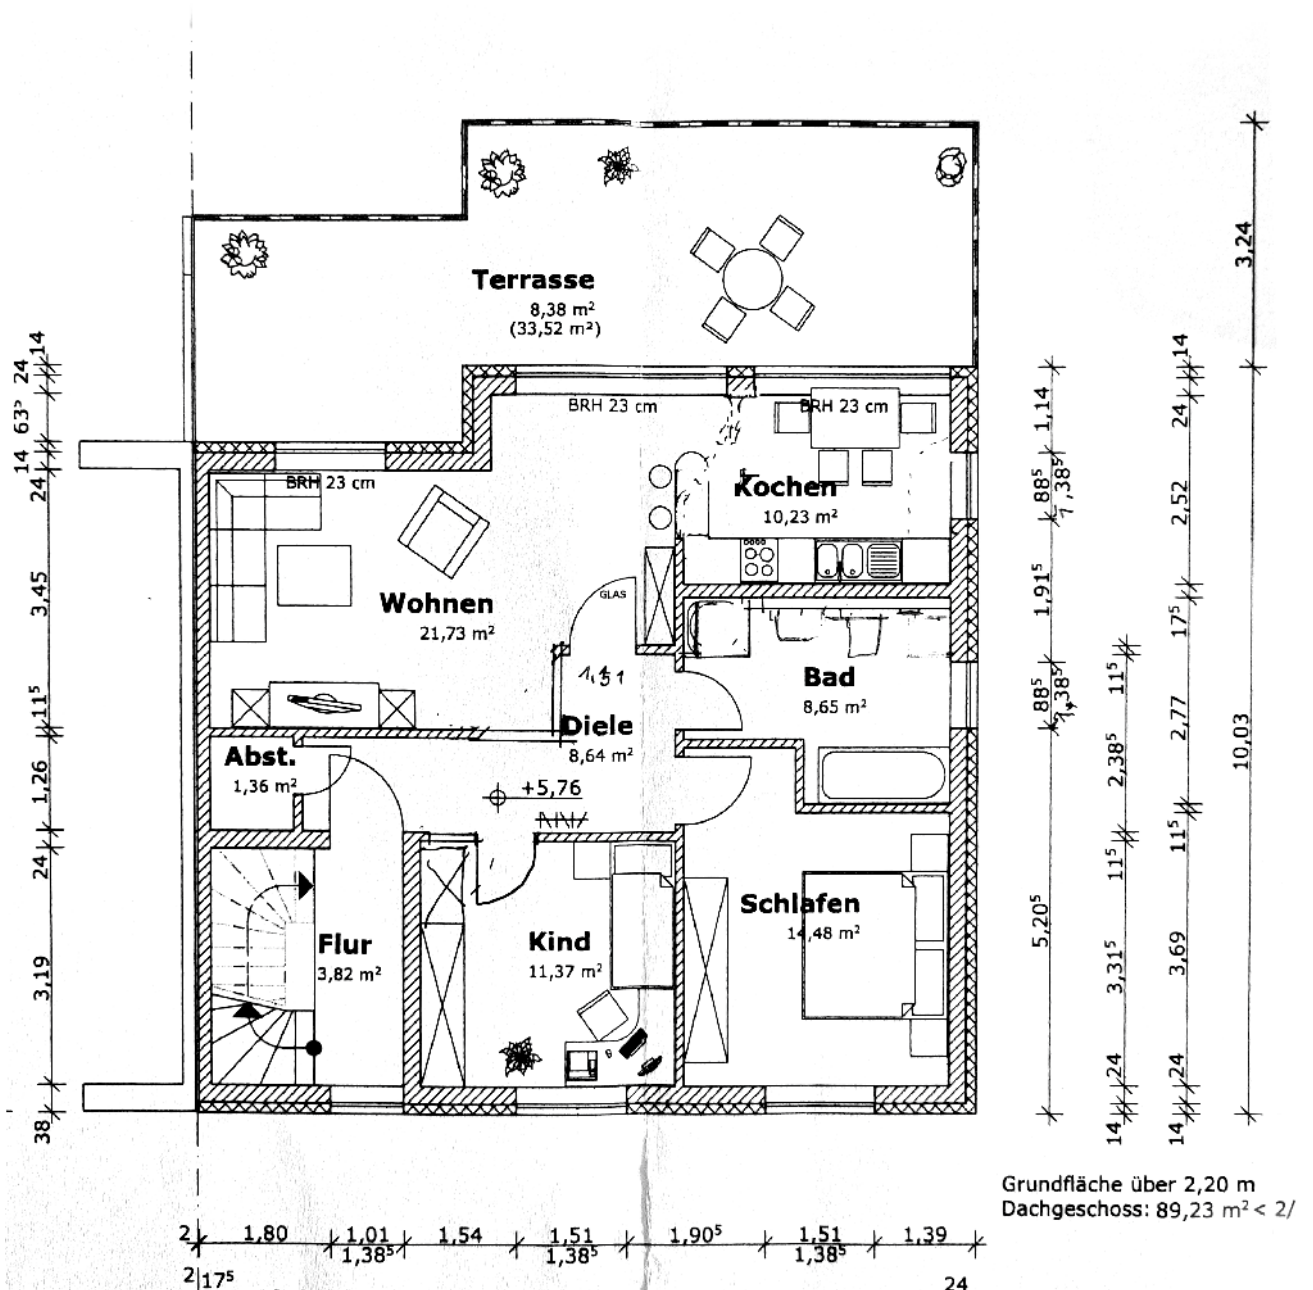 3,24
Terrasse
8,38 m²
(33,52 m²)
14
24
63⁵
14
24
3,45
11⁵
1,26
24
3,19
38
BRH 23 cm
BRH 23 cm
BRH 23 cm
Kochen
10,23 m²
GLAS
Wohnen
21,73 m²
1,51
Bad
8,65 m²
Diele
8,64 m²
Abst.
1,36 m²
+5,76
Schlafen
14,48 m²
Flur
3,82 m²
Kind
11,37 m²
1,14
88⁵
1,38⁵
1,91⁵
88⁵
1,38⁵
5,20⁵
11⁵
2,38⁵
11⁵
3,31⁵
24
14
14
24
2,52
17⁵
2,77
11⁵
3,69
24
14
10,03
Grundfläche über 2,20 m
Dachgeschoss: 89,23 m² < 2/
2 1,80 1,01 1,54 1,51 1,90⁵ 1,51 1,39
1,38⁵ 1,38⁵ 1,38⁵
2 17⁵ 24